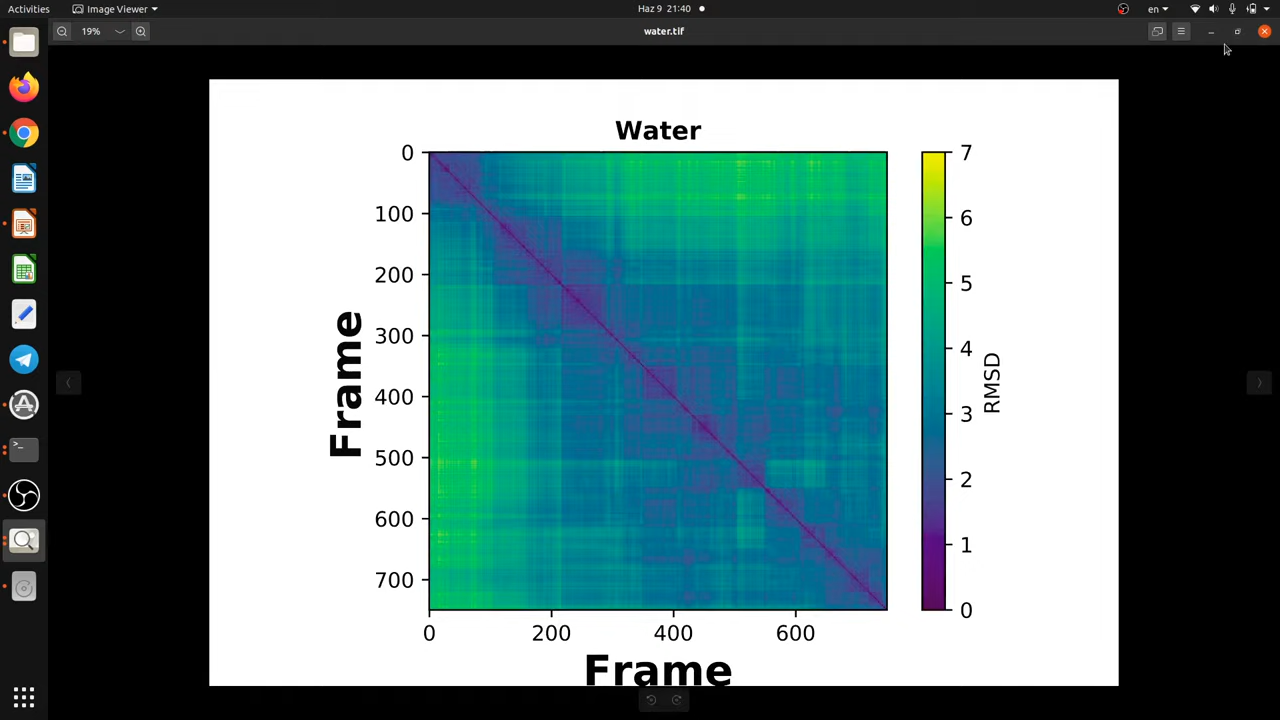 Activities
Image Viewer
Haz 9 21:40
en
19%
water.tif
Water
0
100
200
300
400
500
600
700
Frame
0
200
400
600
Frame
7
6
5
4
3
2
1
0
RMSD